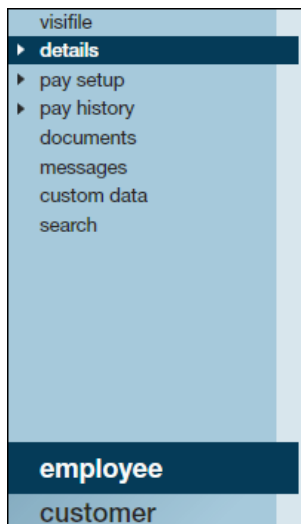 visifile
details
pay setup
pay history
documents
messages
custom data
search
employee
customer